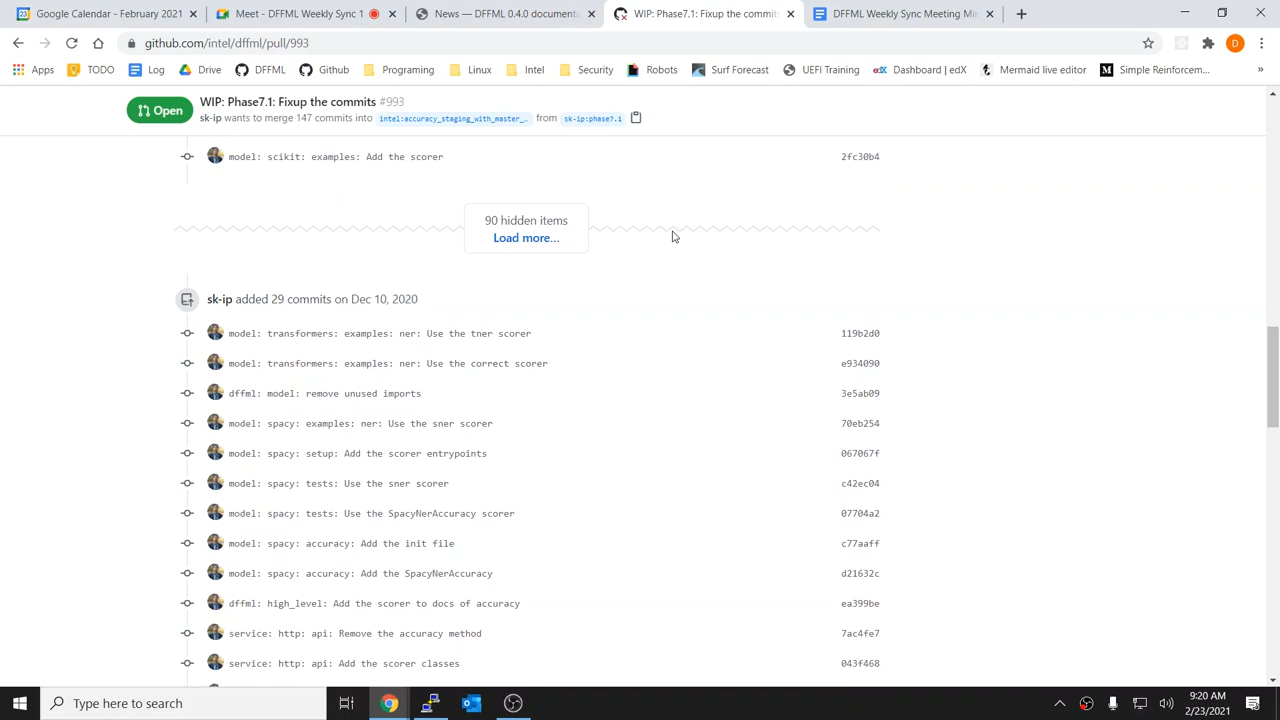 Google Calendar - February 2021
Meet - DFFML Weekly Sync 1
News — DFFML 0.4.0 documenta
WIP: Phase7.1: Fixup the commit
DFFML Weekly Sync Meeting Mi
github.com/intel/dffml/pull/993
D
Apps
TODO
Log
Drive
DFFML
Github
Programing
Linux
Intel
Security
Robots
Surf Forecast
UEFI Training
edX
Dashboard | edX
Mermaid live editor
M
Simple Reinforcem...
»
Open
WIP: Phase7.1: Fixup the commits #993
sk-ip wants to merge 147 commits into intel:accuracy_staging_with_master_… from sk-ip:phase7.1
model: scikit: examples: Add the scorer 2fc30b4
90 hidden items
Load more…
sk-ip added 29 commits on Dec 10, 2020
model: transformers: examples: ner: Use the tner scorer 119b2d0
model: transformers: examples: ner: Use the correct scorer e934090
dffml: model: remove unused imports 3e5ab09
model: spacy: examples: ner: Use the sner scorer 70eb254
model: spacy: setup: Add the scorer entrypoints 067067f
model: spacy: tests: Use the sner scorer c42ec04
model: spacy: tests: Use the SpacyNerAccuracy scorer 07704a2
model: spacy: accuracy: Add the init file c77aaff
model: spacy: accuracy: Add the SpacyNerAccuracy d21632c
dffml: high_level: Add the scorer to docs of accuracy ea399be
service: http: api: Remove the accuracy method 7ac4fe7
service: http: api: Add the scorer classes 043f468
Type here to search
9:20 AM
2/23/2021